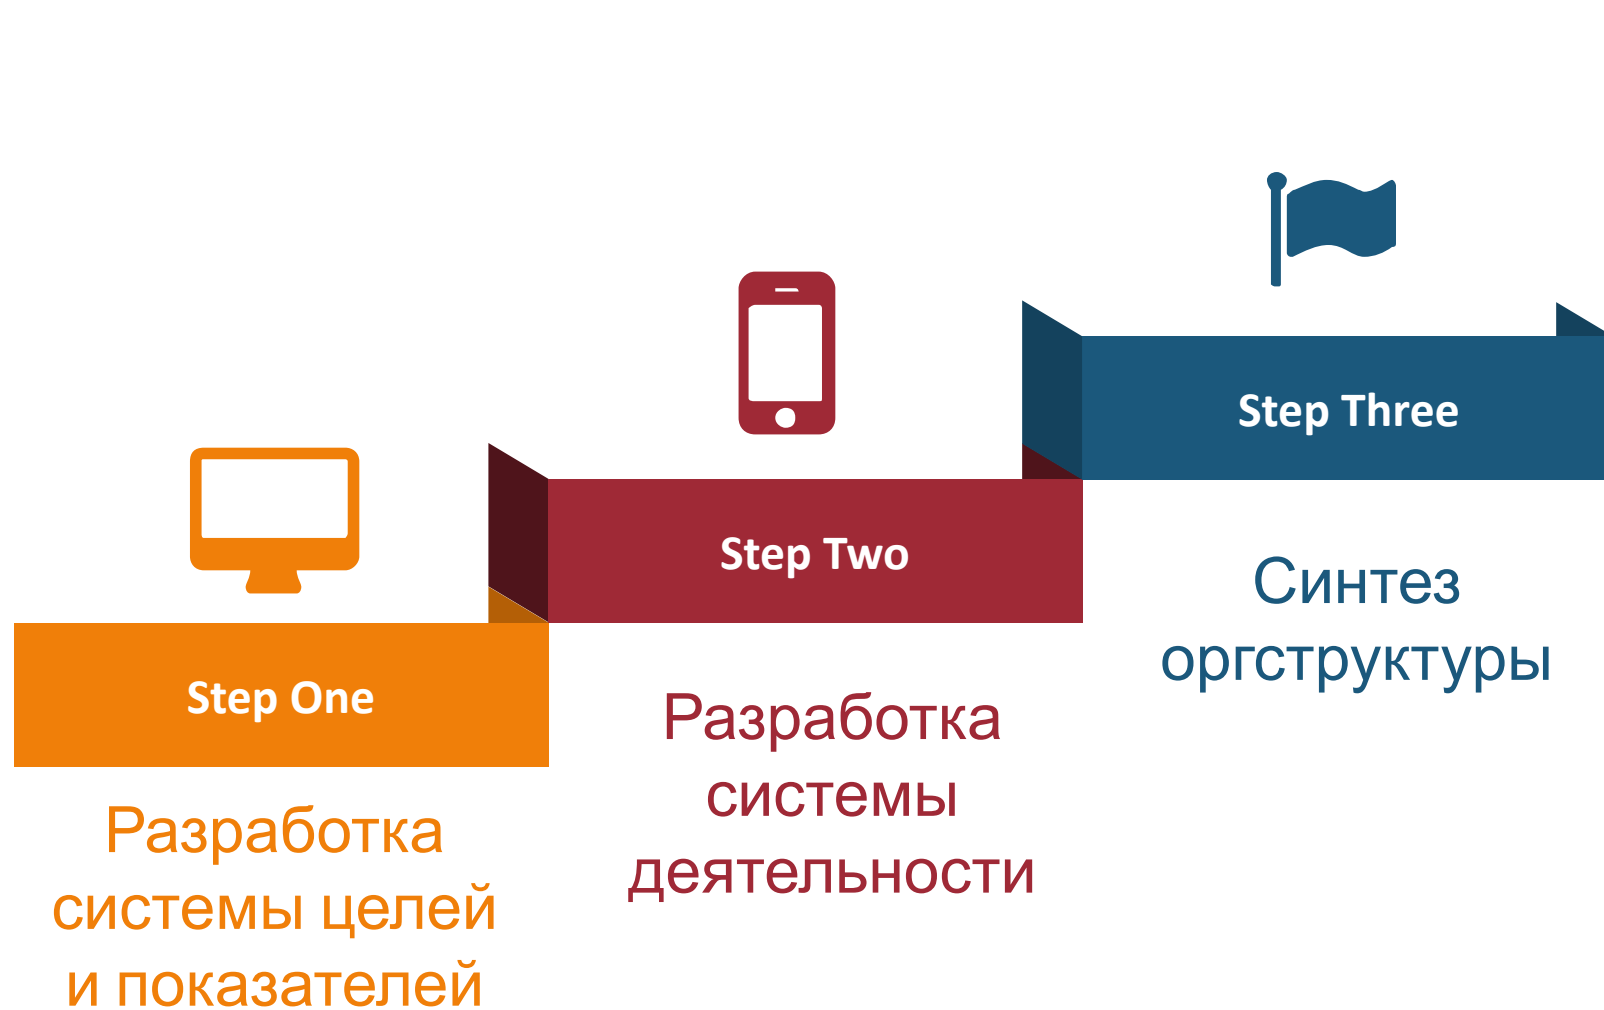 Step One
Разработка
системы целей
и показателей
Step Two
Разработка
системы
деятельности
Step Three
Синтез
оргструктуры